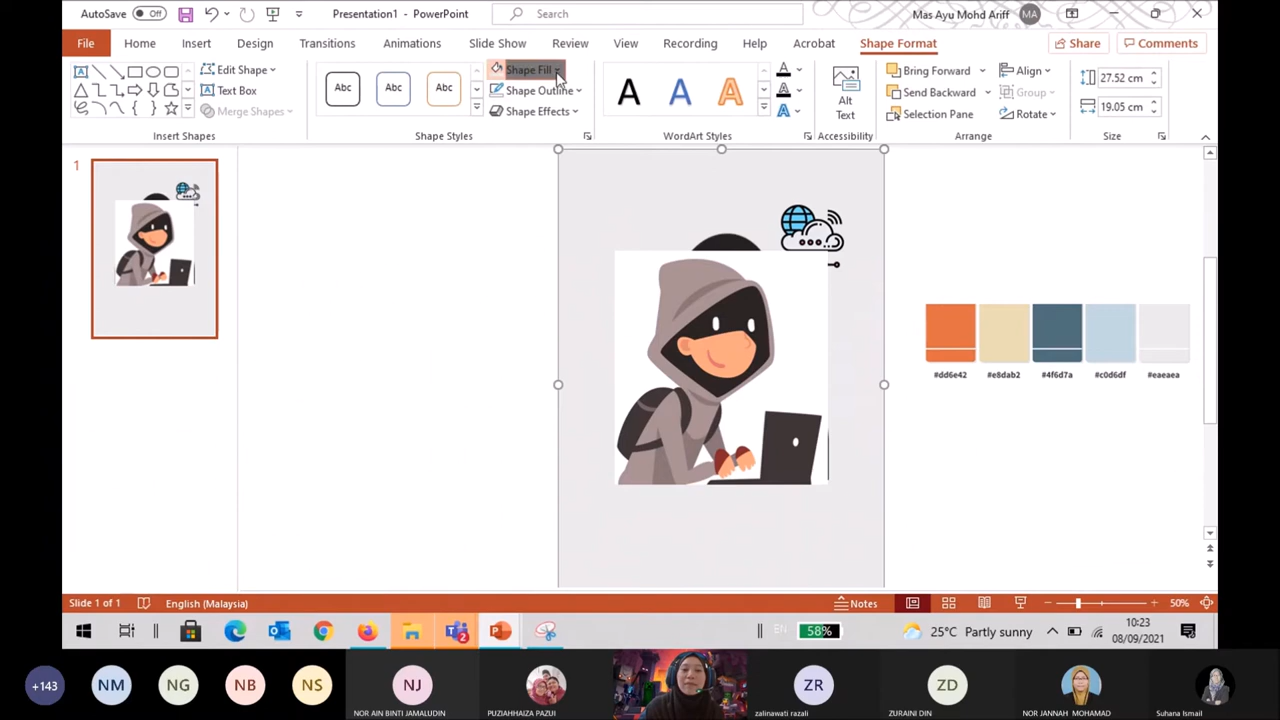 AutoSave Off Presentation1 - PowerPoint Search Mas Ayu Mohd Ariff MA
File Home Insert Design Transitions Animations Slide Show Review View Recording Help Acrobat Shape Format Share Comments
Edit Shape
Text Box
Merge Shapes
Insert Shapes
Abc Abc Abc
Shape Fill
Shape Outline
Shape Effects
Shape Styles
A A A
A
A
A
WordArt Styles
Alt
Text
Accessibility
Bring Forward
Send Backward
Selection Pane
Align
Group
Rotate
Arrange
27.52 cm
19.05 cm
Size
1
#dd6e42 #e8dab2 #4f6d7a #c0d6df #eaeaea
Slide 1 of 1 English (Malaysia) Notes 50%
EN 58% 25°C Partly sunny 10:23
08/09/2021
+143 NM NG NB NS NJ ZR ZD
NOR AIN BINTI JAMALUDIN PUZIAHHAIZA PAZUI zalinawati razali ZURAINI DIN NOR JANNAH MOHAMAD Suhana Ismail